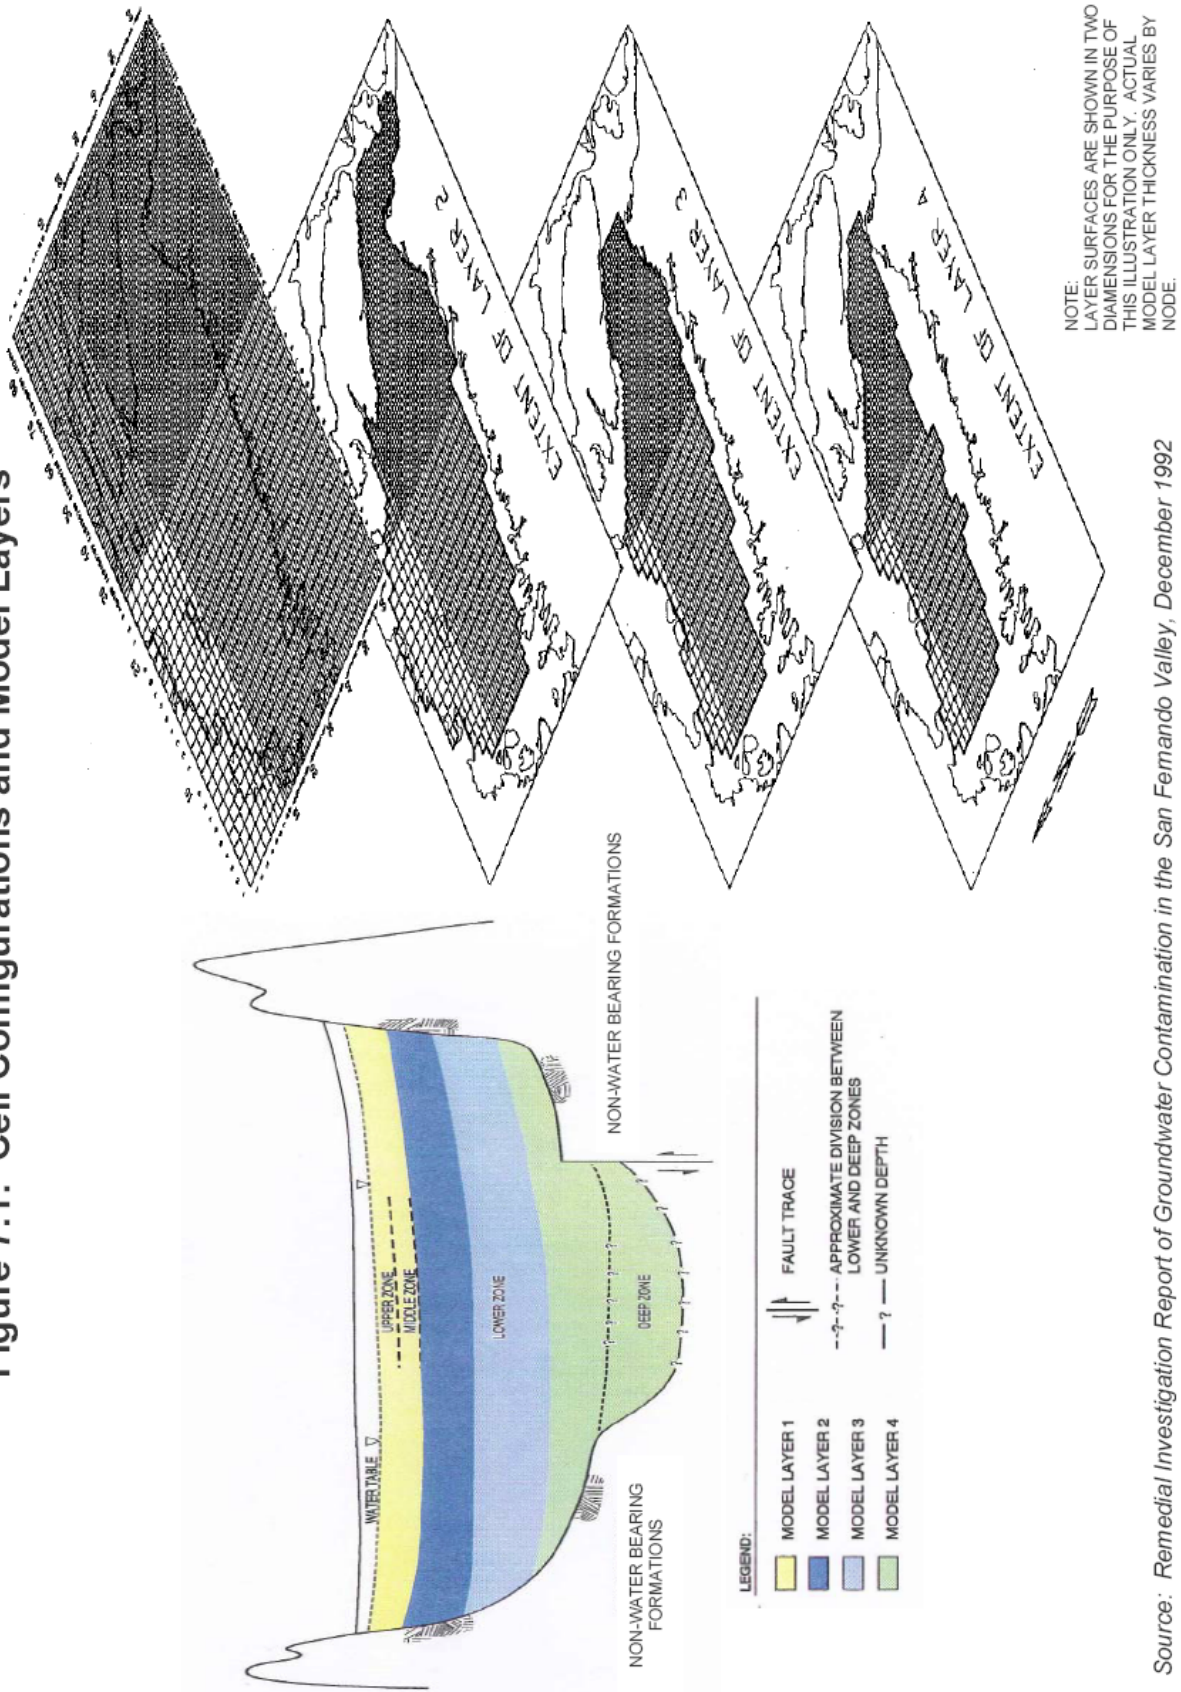 Figure 7.1: Cell Configurations and Model Layers
WATER TABLE
UPPER ZONE
MIDDLE ZONE
LOWER ZONE
DEEP ZONE
NON-WATER BEARING
FORMATIONS
NON-WATER BEARING FORMATIONS
LEGEND:
MODEL LAYER 1
MODEL LAYER 2
MODEL LAYER 3
MODEL LAYER 4
FAULT TRACE
--?--?-- APPROXIMATE DIVISION BETWEEN
LOWER AND DEEP ZONES
— ? — UNKNOWN DEPTH
EXTENT OF LAYER 2
EXTENT OF LAYER 3
EXTENT OF LAYER 4
NOTE:
LAYER SURFACES ARE SHOWN IN TWO
DIAMENSIONS FOR THE PURPOSE OF
THIS ILLUSTRATION ONLY. ACTUAL
MODEL LAYER THICKNESS VARIES BY
NODE.
Source: Remedial Investigation Report of Groundwater Contamination in the San Fernando Valley, December 1992